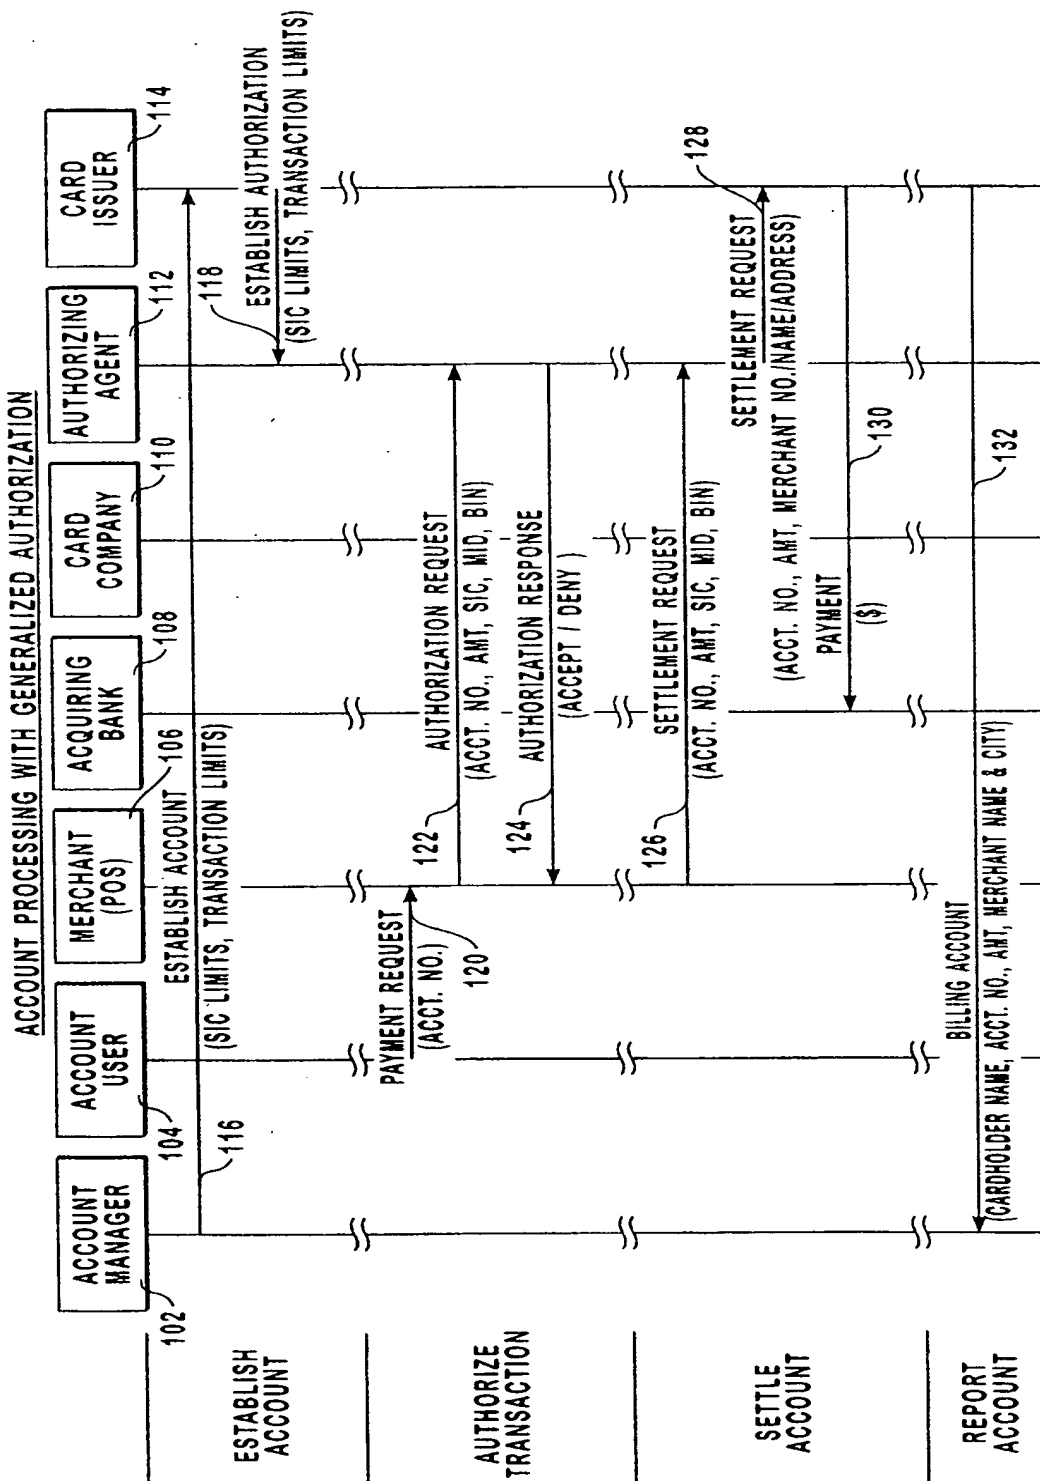 ACCOUNT PROCESSING WITH GENERALIZED AUTHORIZATION
ACCOUNT
MANAGER
102
ACCOUNT
USER
104
MERCHANT
(POS)
106
ACQUIRING
BANK
108
CARD
COMPANY
110
AUTHORIZING
AGENT
112
CARD
ISSUER
114
ESTABLISH
ACCOUNT
116
ESTABLISH ACCOUNT
(SIC LIMITS, TRANSACTION LIMITS)
118
ESTABLISH AUTHORIZATION
(SIC LIMITS, TRANSACTION LIMITS)
AUTHORIZE
TRANSACTION
PAYMENT REQUEST
(ACCT. NO.)
120
122
AUTHORIZATION REQUEST
(ACCT. NO., AMT, SIC, MID, BIN)
124
AUTHORIZATION RESPONSE
(ACCEPT / DENY )
SETTLE
ACCOUNT
126
SETTLEMENT REQUEST
(ACCT. NO., AMT, SIC, MID, BIN)
SETTLEMENT REQUEST
128
(ACCT. NO., AMT, MERCHANT NO./NAME/ADDRESS)
PAYMENT
($)
130
REPORT
ACCOUNT
BILLING ACCOUNT
(CARDHOLDER NAME, ACCT. NO., AMT, MERCHANT NAME & CITY)
132